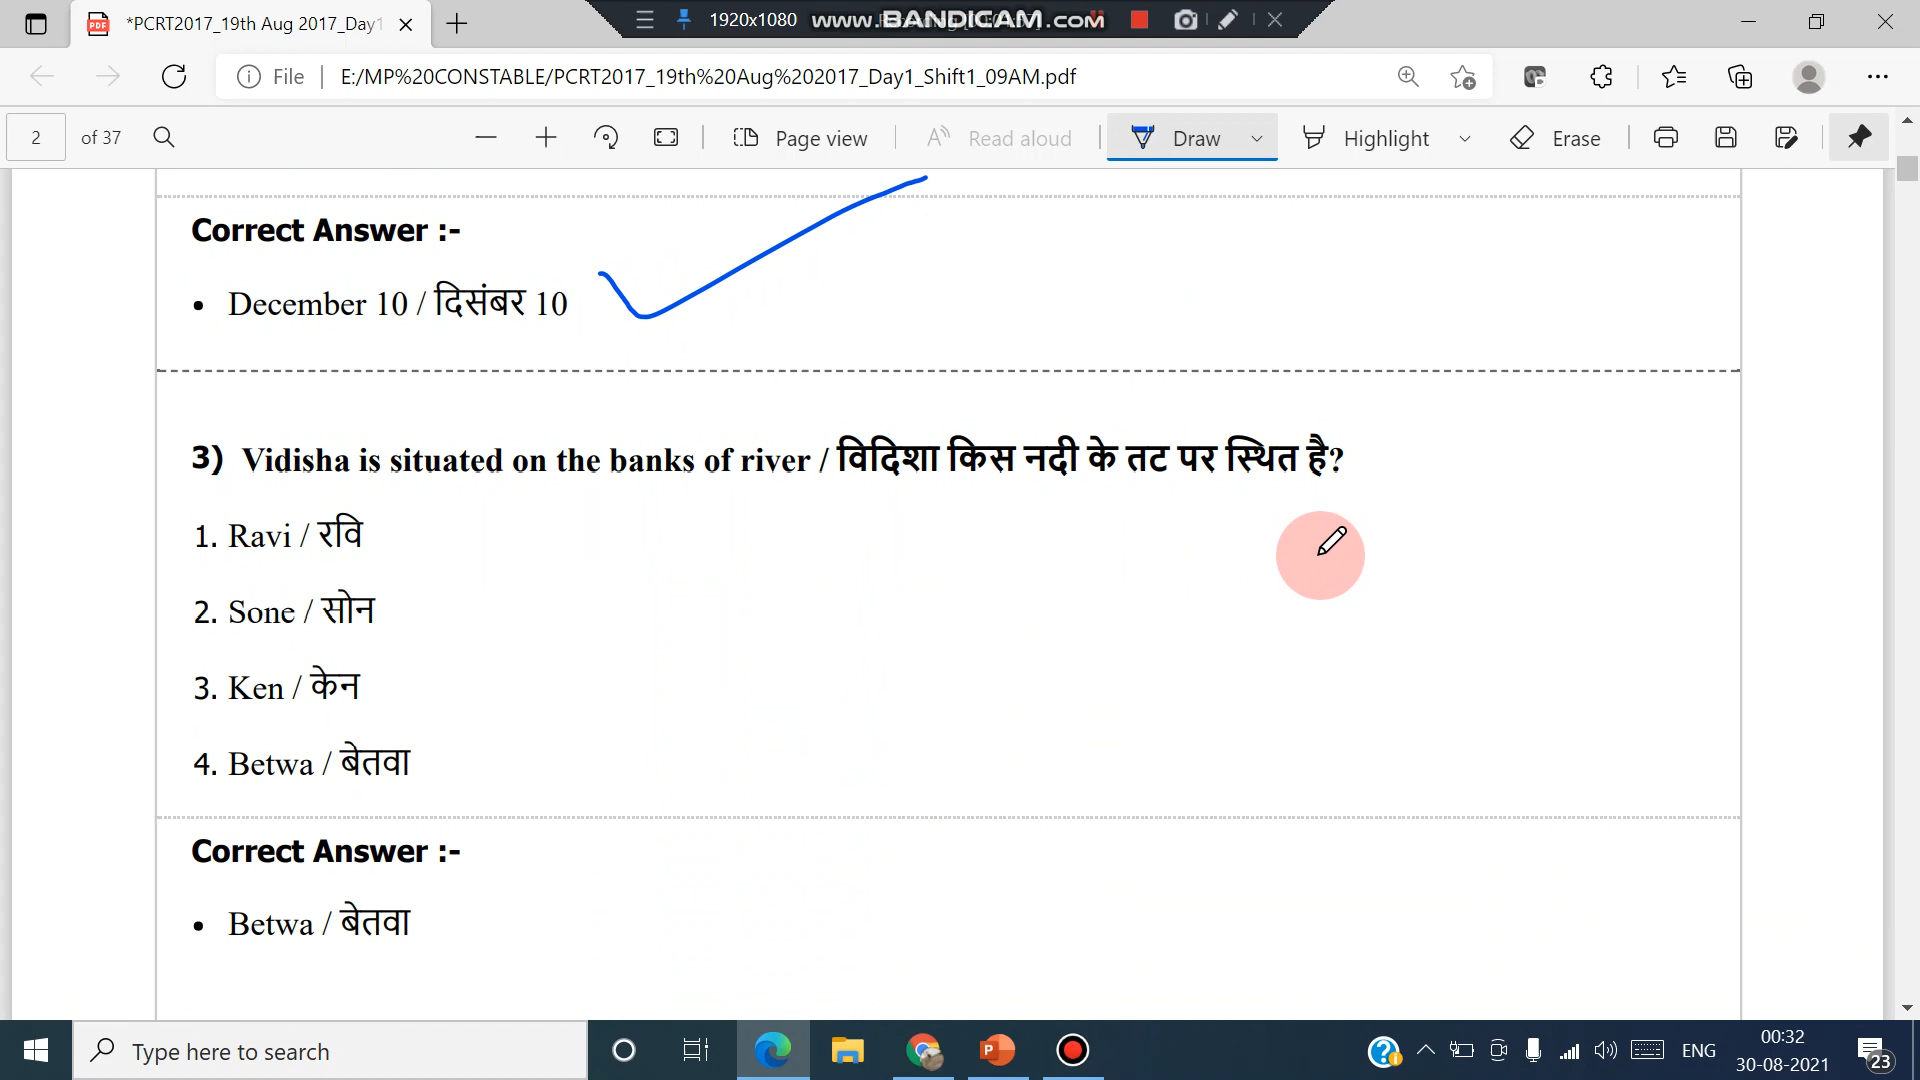 *PCRT2017_19th Aug 2017_Day1
1920x1080
www.BANDICAM.com
File
E:/MP%20CONSTABLE/PCRT2017_19th%20Aug%202017_Day1_Shift1_09AM.pdf
2 of 37
Page view
Read aloud
Draw
Highlight
Erase
Correct Answer :-
• December 10 / दिसंबर 10
3) Vidisha is situated on the banks of river / विदिशा किस नदी के तट पर स्थित है?
1. Ravi / रवि
2. Sone / सोन
3. Ken / केन
4. Betwa / बेतवा
Correct Answer :-
• Betwa / बेतवा
Type here to search
ENG
00:32
30-08-2021
23